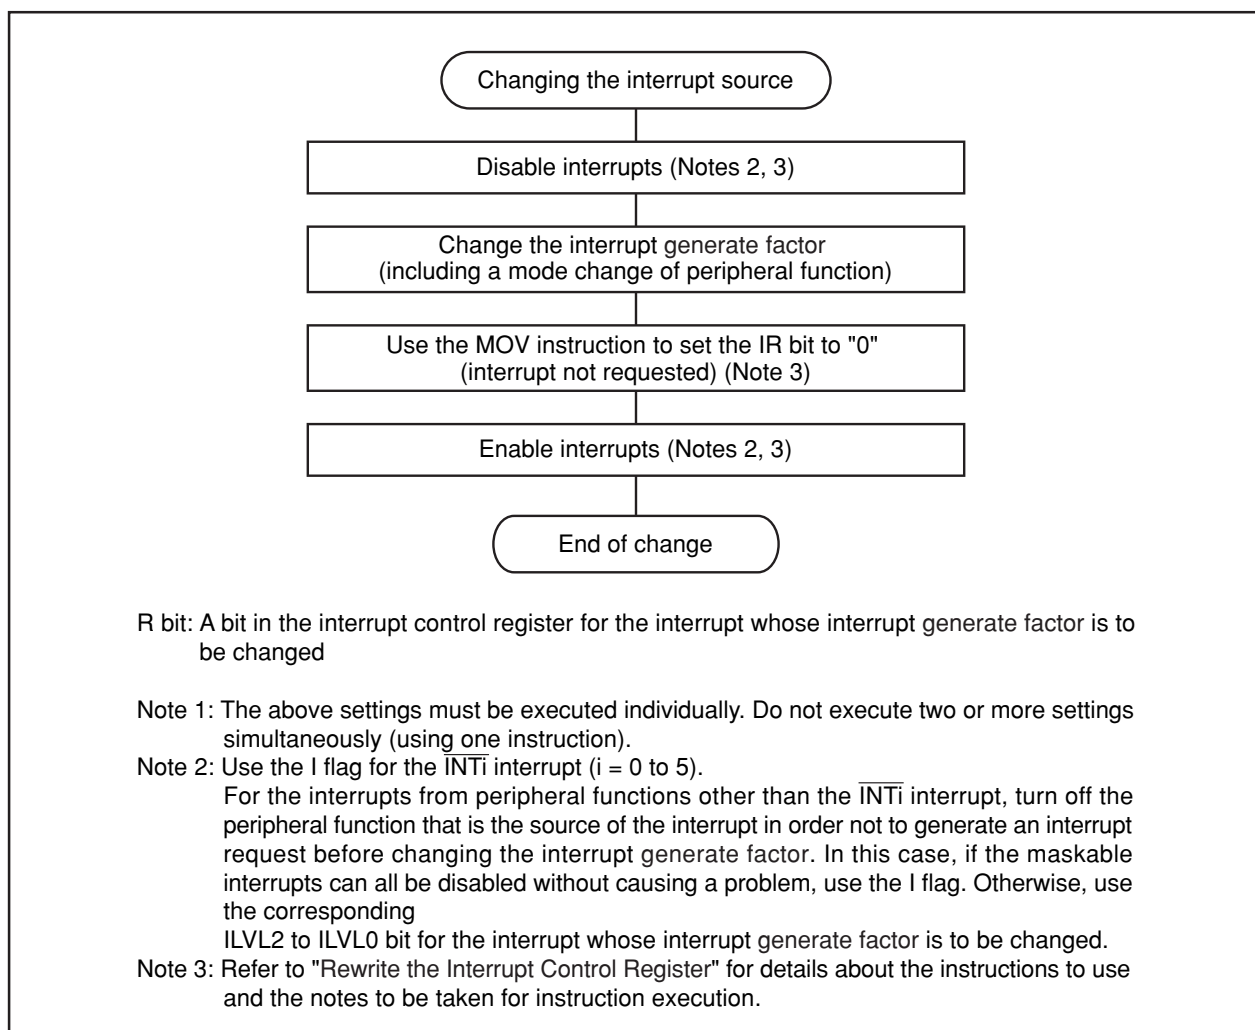 Changing the interrupt source
Disable interrupts (Notes 2, 3)
Change the interrupt generate factor
(including a mode change of peripheral function)
Use the MOV instruction to set the IR bit to "0"
(interrupt not requested) (Note 3)
Enable interrupts (Notes 2, 3)
End of change
R bit: A bit in the interrupt control register for the interrupt whose interrupt generate factor is to
be changed
Note 1: The above settings must be executed individually. Do not execute two or more settings
simultaneously (using one instruction).
Note 2: Use the I flag for the I̅N̅T̅i̅ interrupt (i = 0 to 5).
For the interrupts from peripheral functions other than the I̅N̅T̅i̅ interrupt, turn off the
peripheral function that is the source of the interrupt in order not to generate an interrupt
request before changing the interrupt generate factor. In this case, if the maskable
interrupts can all be disabled without causing a problem, use the I flag. Otherwise, use
the corresponding
ILVL2 to ILVL0 bit for the interrupt whose interrupt generate factor is to be changed.
Note 3: Refer to "Rewrite the Interrupt Control Register" for details about the instructions to use
and the notes to be taken for instruction execution.